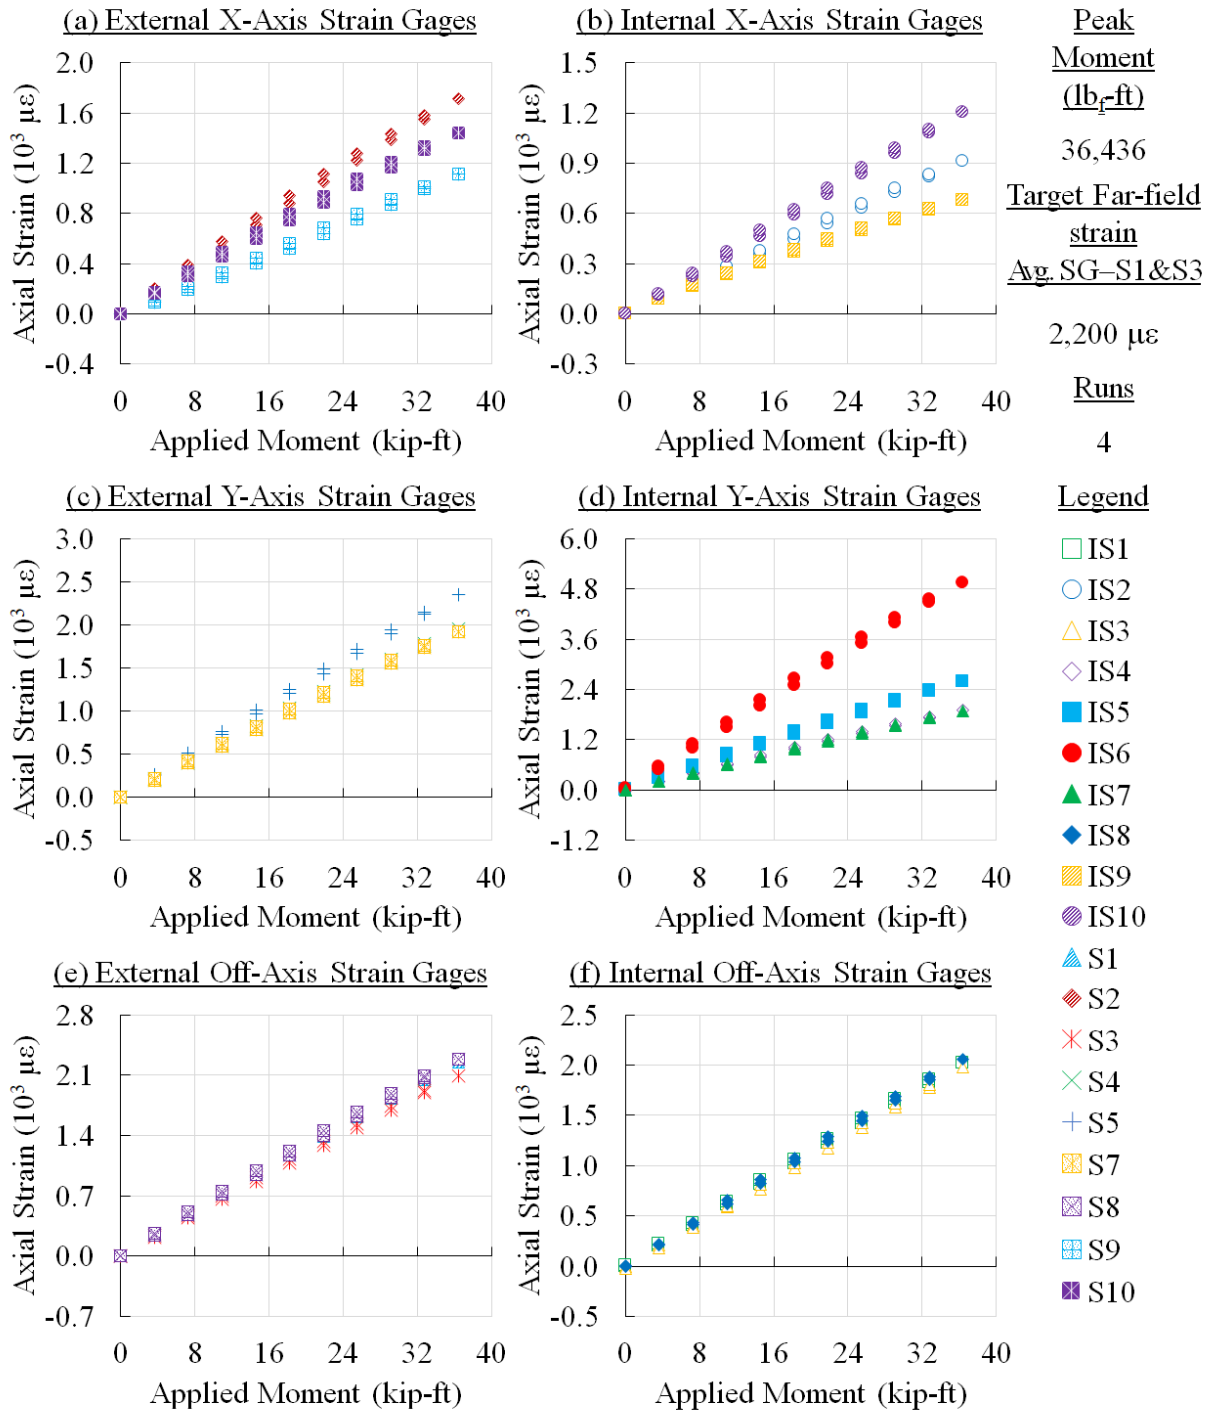 (a) External X-Axis Strain Gages
Axial Strain (10³ με)
2.0
1.6
1.2
0.8
0.4
0.0
-0.4
0 8 16 24 32 40
Applied Moment (kip-ft)
(b) Internal X-Axis Strain Gages
Axial Strain (10³ με)
1.5
1.2
0.9
0.6
0.3
0.0
-0.3
0 8 16 24 32 40
Applied Moment (kip-ft)
Peak
Moment
(lb_f-ft)
36,436
Target Far-field
strain
Avg. SG–S1&S3
2,200 με
Runs
4
(c) External Y-Axis Strain Gages
Axial Strain (10³ με)
3.0
2.5
2.0
1.5
1.0
0.5
0.0
-0.5
0 8 16 24 32 40
Applied Moment (kip-ft)
(d) Internal Y-Axis Strain Gages
Axial Strain (10³ με)
6.0
4.8
3.6
2.4
1.2
0.0
-1.2
0 8 16 24 32 40
Applied Moment (kip-ft)
(e) External Off-Axis Strain Gages
Axial Strain (10³ με)
2.8
2.1
1.4
0.7
0.0
-0.7
0 8 16 24 32 40
Applied Moment (kip-ft)
(f) Internal Off-Axis Strain Gages
Axial Strain (10³ με)
2.5
2.0
1.5
1.0
0.5
0.0
-0.5
0 8 16 24 32 40
Applied Moment (kip-ft)
Legend
IS1
IS2
IS3
IS4
IS5
IS6
IS7
IS8
IS9
IS10
S1
S2
S3
S4
S5
S7
S8
S9
S10